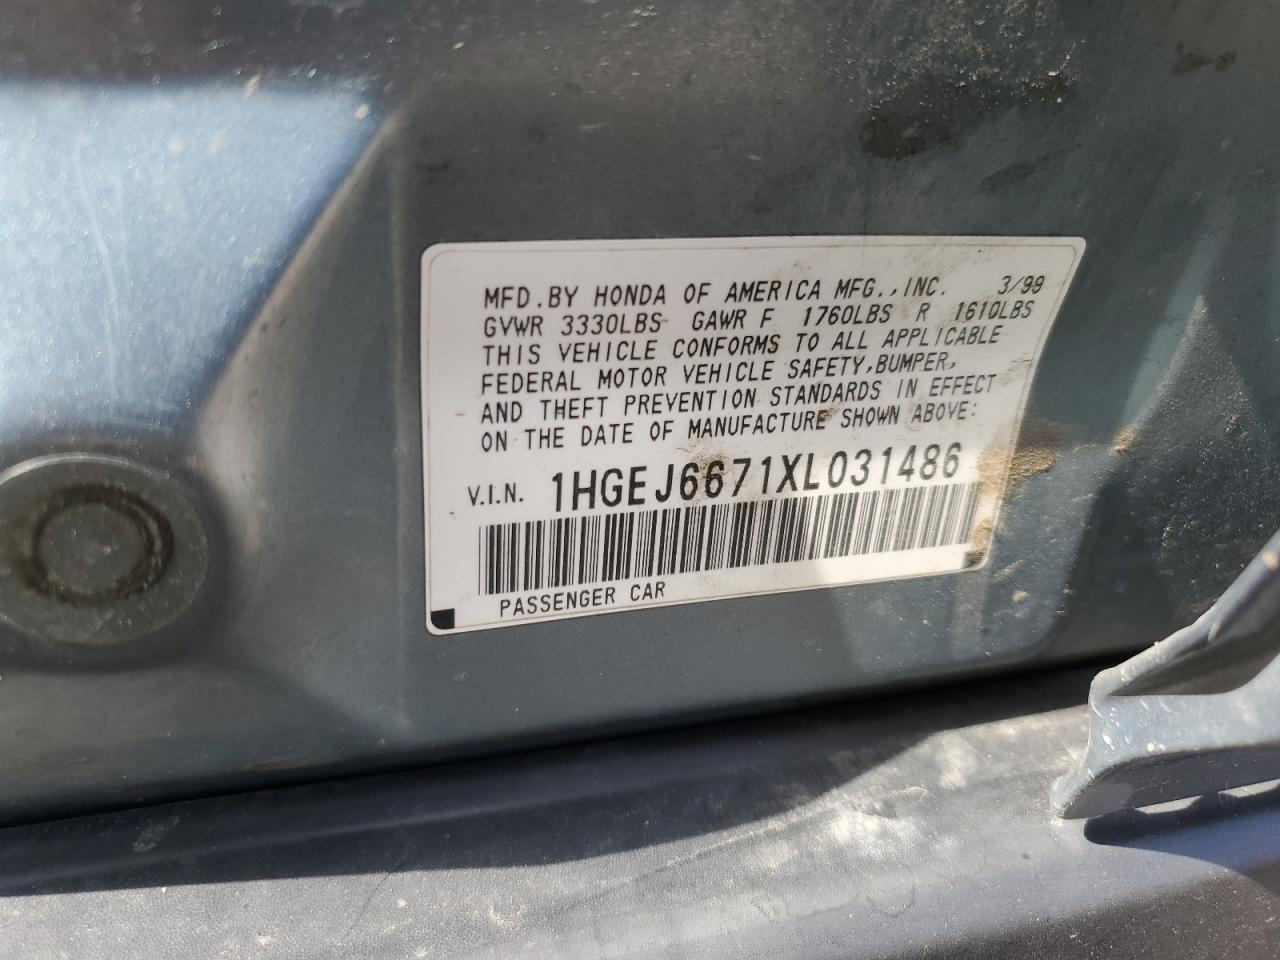 MFD.BY HONDA OF AMERICA MFG.,INC. 3/99
GVWR 3330LBS GAWR F 1760LBS R 1610LBS
THIS VEHICLE CONFORMS TO ALL APPLICABLE
FEDERAL MOTOR VEHICLE SAFETY,BUMPER,
AND THEFT PREVENTION STANDARDS IN EFFECT
ON THE DATE OF MANUFACTURE SHOWN ABOVE:
V.I.N. 1HGEJ6671XL031486
PASSENGER CAR